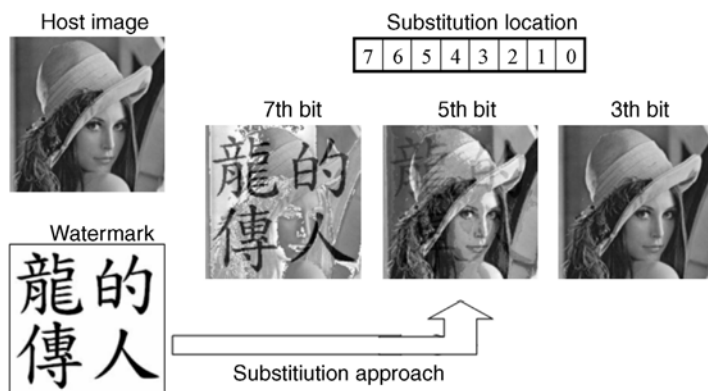 Host image
Substitution location
7 6 5 4 3 2 1 0
7th bit
5th bit
3th bit
龍的
傳人
Watermark
龍的
傳人
龍
Substitiution approach